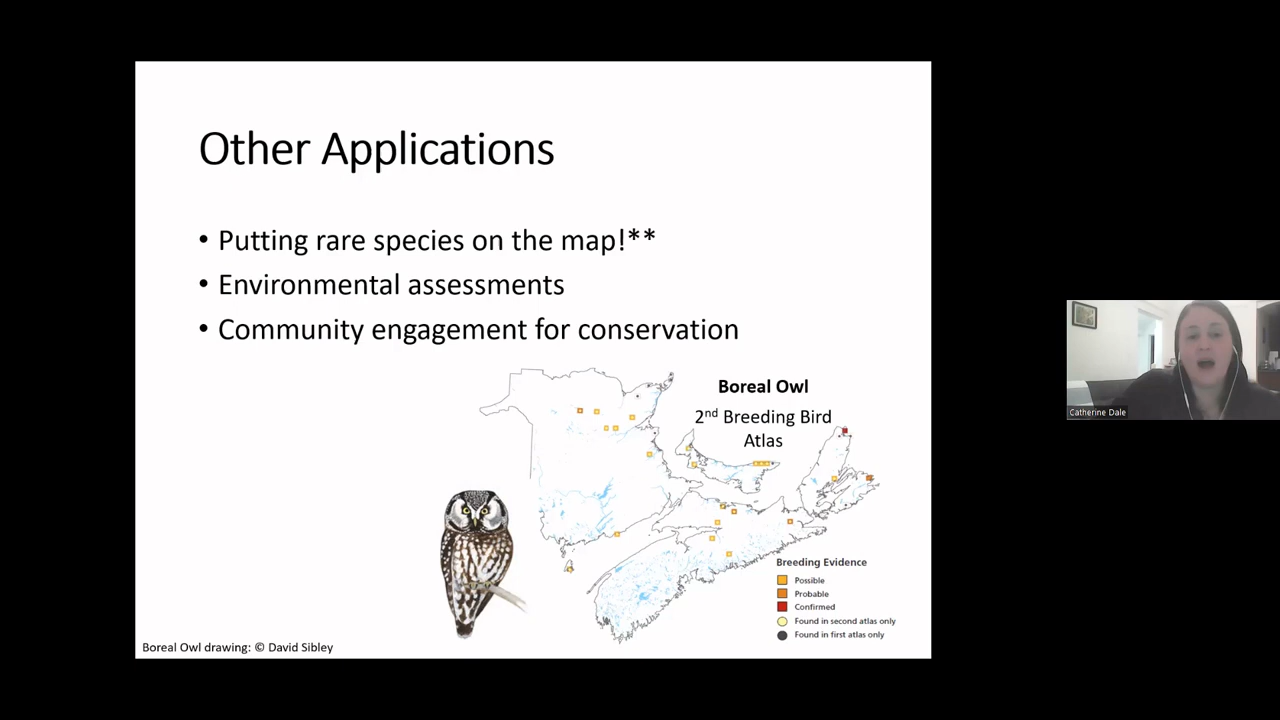 Other Applications
• Putting rare species on the map!**
• Environmental assessments
• Community engagement for conservation
Boreal Owl
2nd Breeding Bird
Atlas
Breeding Evidence
Possible
Probable
Confirmed
Found in second atlas only
Found in first atlas only
Boreal Owl drawing: © David Sibley
Catherine Dale